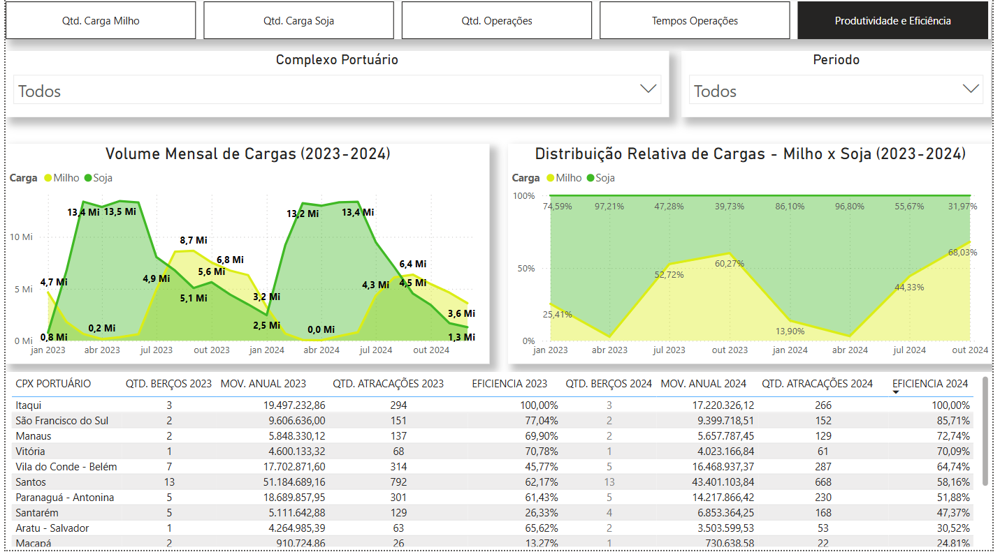 Qtd. Carga Milho
Qtd. Carga Soja
Qtd. Operações
Tempos Operações
Produtividade e Eficiência
Complexo Portuário
Todos
Periodo
Todos
Volume Mensal de Cargas (2023-2024)
Carga Milho Soja
10 Mi
5 Mi
0 Mi
13,4 Mi
13,5 Mi
13,2 Mi
13,4 Mi
8,7 Mi
6,8 Mi
6,4 Mi
4,7 Mi
4,9 Mi
5,6 Mi
4,3 Mi
4,5 Mi
5,1 Mi
3,2 Mi
2,5 Mi
3,6 Mi
0,2 Mi
0,0 Mi
0,8 Mi
1,3 Mi
jan 2023 abr 2023 jul 2023 out 2023 jan 2024 abr 2024 jul 2024 out 2024
Distribuição Relativa de Cargas - Milho x Soja (2023-2024)
Carga Milho Soja
100%
50%
0%
74,59% 97,21% 47,28% 39,73% 86,10% 96,80% 55,67% 31,97%
25,41%
52,72%
60,27%
13,90%
44,33%
68,03%
jan 2023 abr 2023 jul 2023 out 2023 jan 2024 abr 2024 jul 2024 out 2024
CPX PORTUÁRIO QTD. BERÇOS 2023 MOV. ANUAL 2023 QTD. ATRACAÇÕES 2023 EFICIENCIA 2023 QTD. BERÇOS 2024 MOV. ANUAL 2024 QTD. ATRACAÇÕES 2024 EFICIENCIA 2024
Itaqui 3 19.497.232,86 294 100,00% 3 17.220.326,12 266 100,00%
São Francisco do Sul 2 9.606.636,00 151 77,04% 2 9.399.718,51 152 85,71%
Manaus 2 5.848.330,12 137 69,90% 2 5.657.787,45 129 72,74%
Vitória 1 4.600.133,32 68 70,78% 1 4.023.166,84 61 70,09%
Vila do Conde - Belém 7 17.702.871,60 314 45,77% 5 16.468.937,37 287 64,74%
Santos 13 51.184.689,16 792 62,17% 13 43.401.103,84 668 58,16%
Paranaguá - Antonina 5 18.689.857,95 301 61,43% 5 14.217.866,42 230 51,88%
Santarém 5 5.111.642,88 129 26,33% 4 6.853.364,25 168 47,37%
Aratu - Salvador 1 4.264.985,39 63 65,62% 2 3.503.599,53 53 30,52%
Macapá 2 910.724,86 26 13,27% 1 730.638,58 22 24,81%